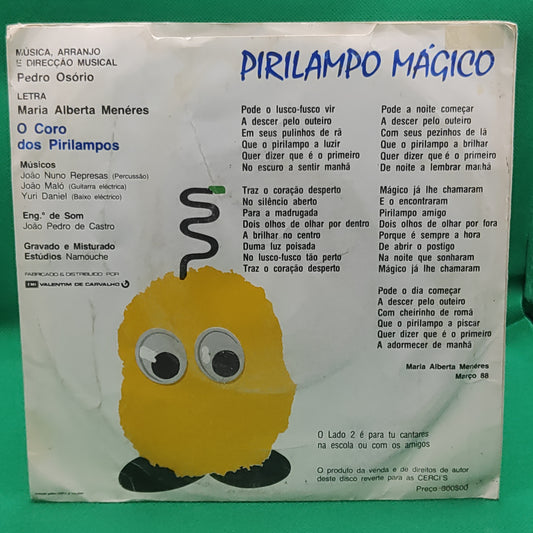 PIRILAMPO MÁGICO
MÚSICA, ARRANJO
E DIRECÇÃO MUSICAL
Pedro Osório
LETRA
Maria Alberta Menéres
O Coro
dos Pirilampos
Músicos
João Nuno Represas (Percussão)
João Maló (Guitarra eléctrica)
Yuri Daniel (Baixo eléctrico)
Eng.º de Som
João Pedro de Castro
Gravado e Misturado
Estúdios Namouche
FABRICADO & DISTRIBUIDO POR
EMI VALENTIM DE CARVALHO
Pode o lusco-fusco vir
A descer pelo outeiro
Em seus pulinhos de rã
Que o pirilampo a luzir
Quer dizer que é o primeiro
No escuro a sentir manhã
Traz o coração desperto
No silêncio aberto
Para a madrugada
Dois olhos de olhar por dentro
A brilhar no centro
Duma luz poisada
No lusco-fusco tão perto
Traz o coração desperto
Pode a noite começar
A descer pelo outeiro
Com seus pezinhos de lã
Que o pirilampo a brilhar
Quer dizer que é o primeiro
De noite a lembrar manhã
Mágico já lhe chamaram
E o encontraram
Pirilampo amigo
Dois olhos de olhar por fora
Porque é sempre a hora
De abrir o postigo
Na noite que sonharam
Mágico já lhe chamaram
Pode o dia começar
A descer pelo outeiro
Com cheirinho de romã
Que o pirilampo a piscar
Quer dizer que é o primeiro
A adormecer de manhã
Maria Alberta Menéres
Março 88
O Lado 2 é para tu cantares
na escola ou com os amigos
O produto da venda e de direitos de autor
deste disco reverte para as CERCI'S
Preço 600$00